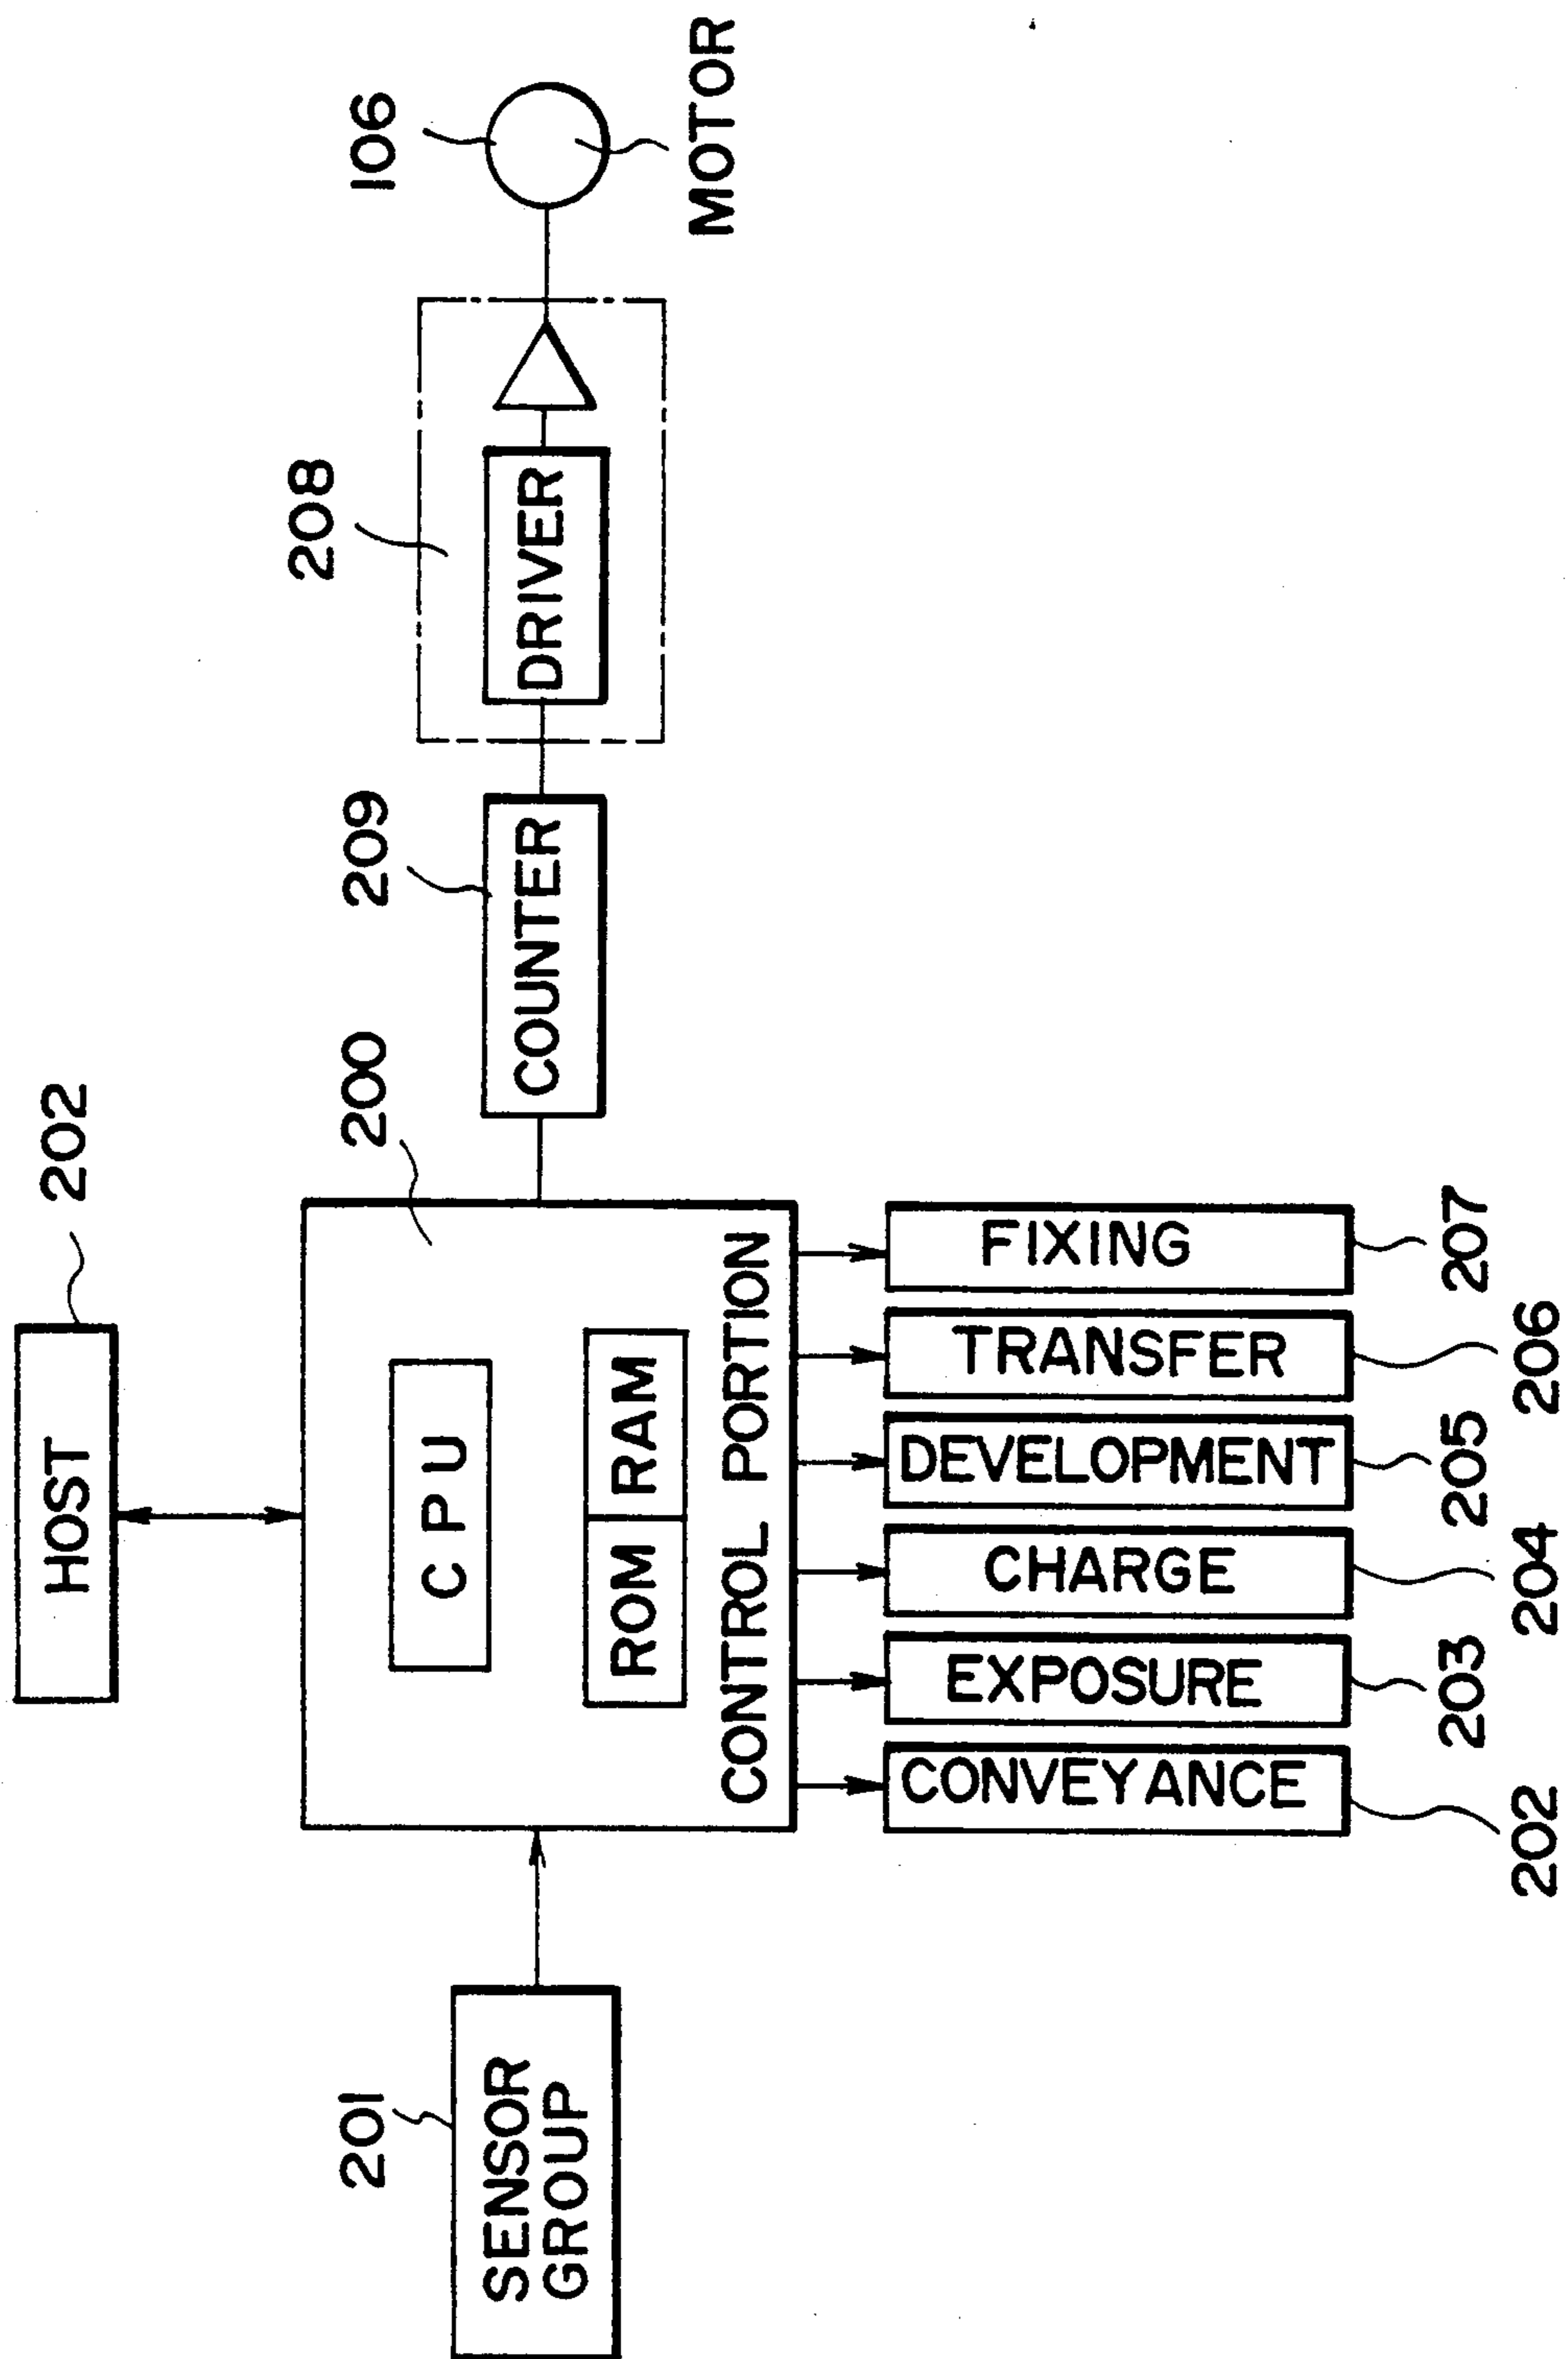 202
HOST
201
SENSOR
GROUP
200
CPU
ROM
RAM
CONTROL PORTION
209
COUNTER
208
DRIVER
106
MOTOR
CONVEYANCE
EXPOSURE
CHARGE
DEVELOPMENT
TRANSFER
FIXING
202
203
204
205
206
207